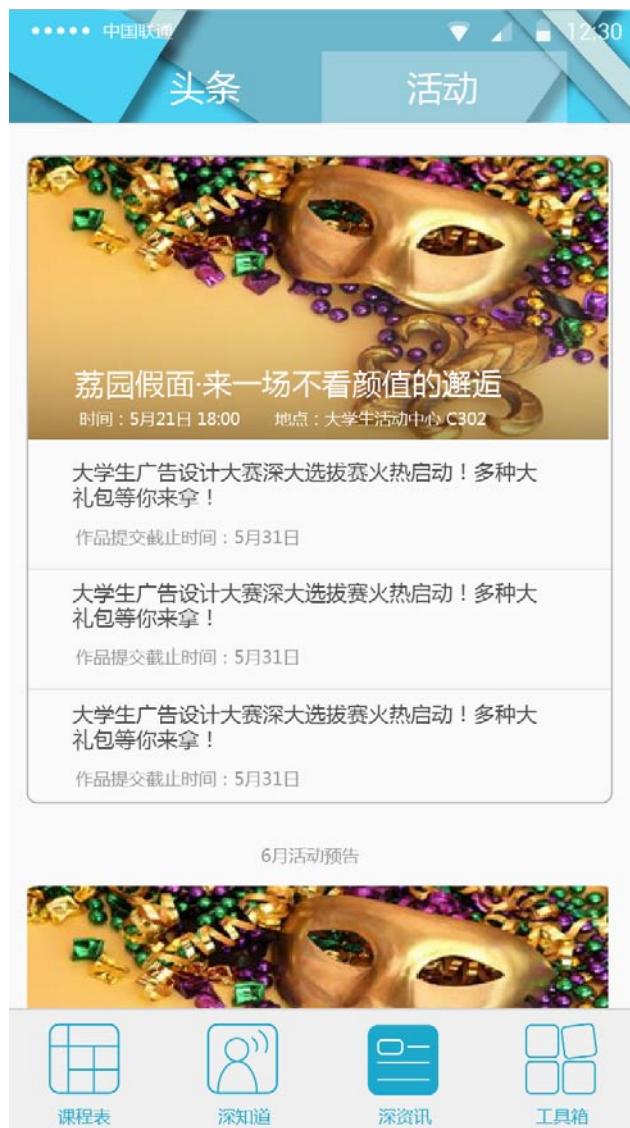 中国联通
12:30
头条
活动
荔园假面·来一场不看颜值的邂逅
时间：5月21日 18:00 地点：大学生活动中心 C302
大学生广告设计大赛深大选拔赛火热启动！多种大
礼包等你来拿！
作品提交截止时间：5月31日
大学生广告设计大赛深大选拔赛火热启动！多种大
礼包等你来拿！
作品提交截止时间：5月31日
大学生广告设计大赛深大选拔赛火热启动！多种大
礼包等你来拿！
作品提交截止时间：5月31日
6月活动预告
课程表
深知道
深资讯
工具箱